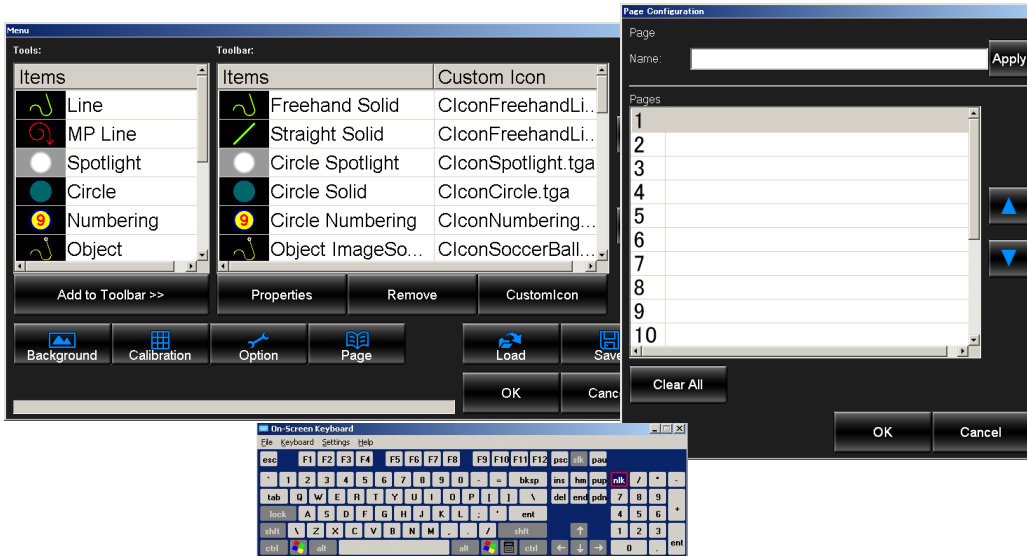 Menu
Tools:
Toolbar:
Items
Line
MP Line
Spotlight
Circle
Numbering
Object
Items Custom Icon
Freehand Solid CIconFreehandLi..
Straight Solid CIconFreehandLi..
Circle Spotlight CIconSpotlight.tga
Circle Solid CIconCircle.tga
Circle Numbering CIconNumbering...
Object ImageSo... CIconSoccerBall...
Add to Toolbar >> Properties Remove CustomIcon
Background Calibration Option Page Load Save
OK Canc
Page Configuration
Page
Name: Apply
Pages
1
2
3
4
5
6
7
8
9
10
Clear All
OK Cancel
On-Screen Keyboard
File Keyboard Settings Help
esc F1 F2 F3 F4 F5 F6 F7 F8 F9 F10 F11 F12 psc slk pau
` 1 2 3 4 5 6 7 8 9 0 - = bksp ins hm pup nlk / * -
tab Q W E R T Y U I O P [ ] \ del end pdn 7 8 9 +
lock A S D F G H J K L ; ' ent 4 5 6
shft \ Z X C V B N M , . / shft 1 2 3 ent
ctrl alt alt ctrl 0 .